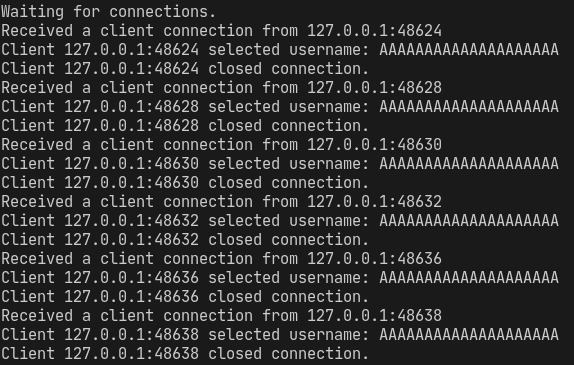 Waiting for connections.
Received a client connection from 127.0.0.1:48624
Client 127.0.0.1:48624 selected username: AAAAAAAAAAAAAAAAAAAA
Client 127.0.0.1:48624 closed connection.
Received a client connection from 127.0.0.1:48628
Client 127.0.0.1:48628 selected username: AAAAAAAAAAAAAAAAAAAA
Client 127.0.0.1:48628 closed connection.
Received a client connection from 127.0.0.1:48630
Client 127.0.0.1:48630 selected username: AAAAAAAAAAAAAAAAAAAA
Client 127.0.0.1:48630 closed connection.
Received a client connection from 127.0.0.1:48632
Client 127.0.0.1:48632 selected username: AAAAAAAAAAAAAAAAAAAA
Client 127.0.0.1:48632 closed connection.
Received a client connection from 127.0.0.1:48636
Client 127.0.0.1:48636 selected username: AAAAAAAAAAAAAAAAAAAA
Client 127.0.0.1:48636 closed connection.
Received a client connection from 127.0.0.1:48638
Client 127.0.0.1:48638 selected username: AAAAAAAAAAAAAAAAAAAA
Client 127.0.0.1:48638 closed connection.